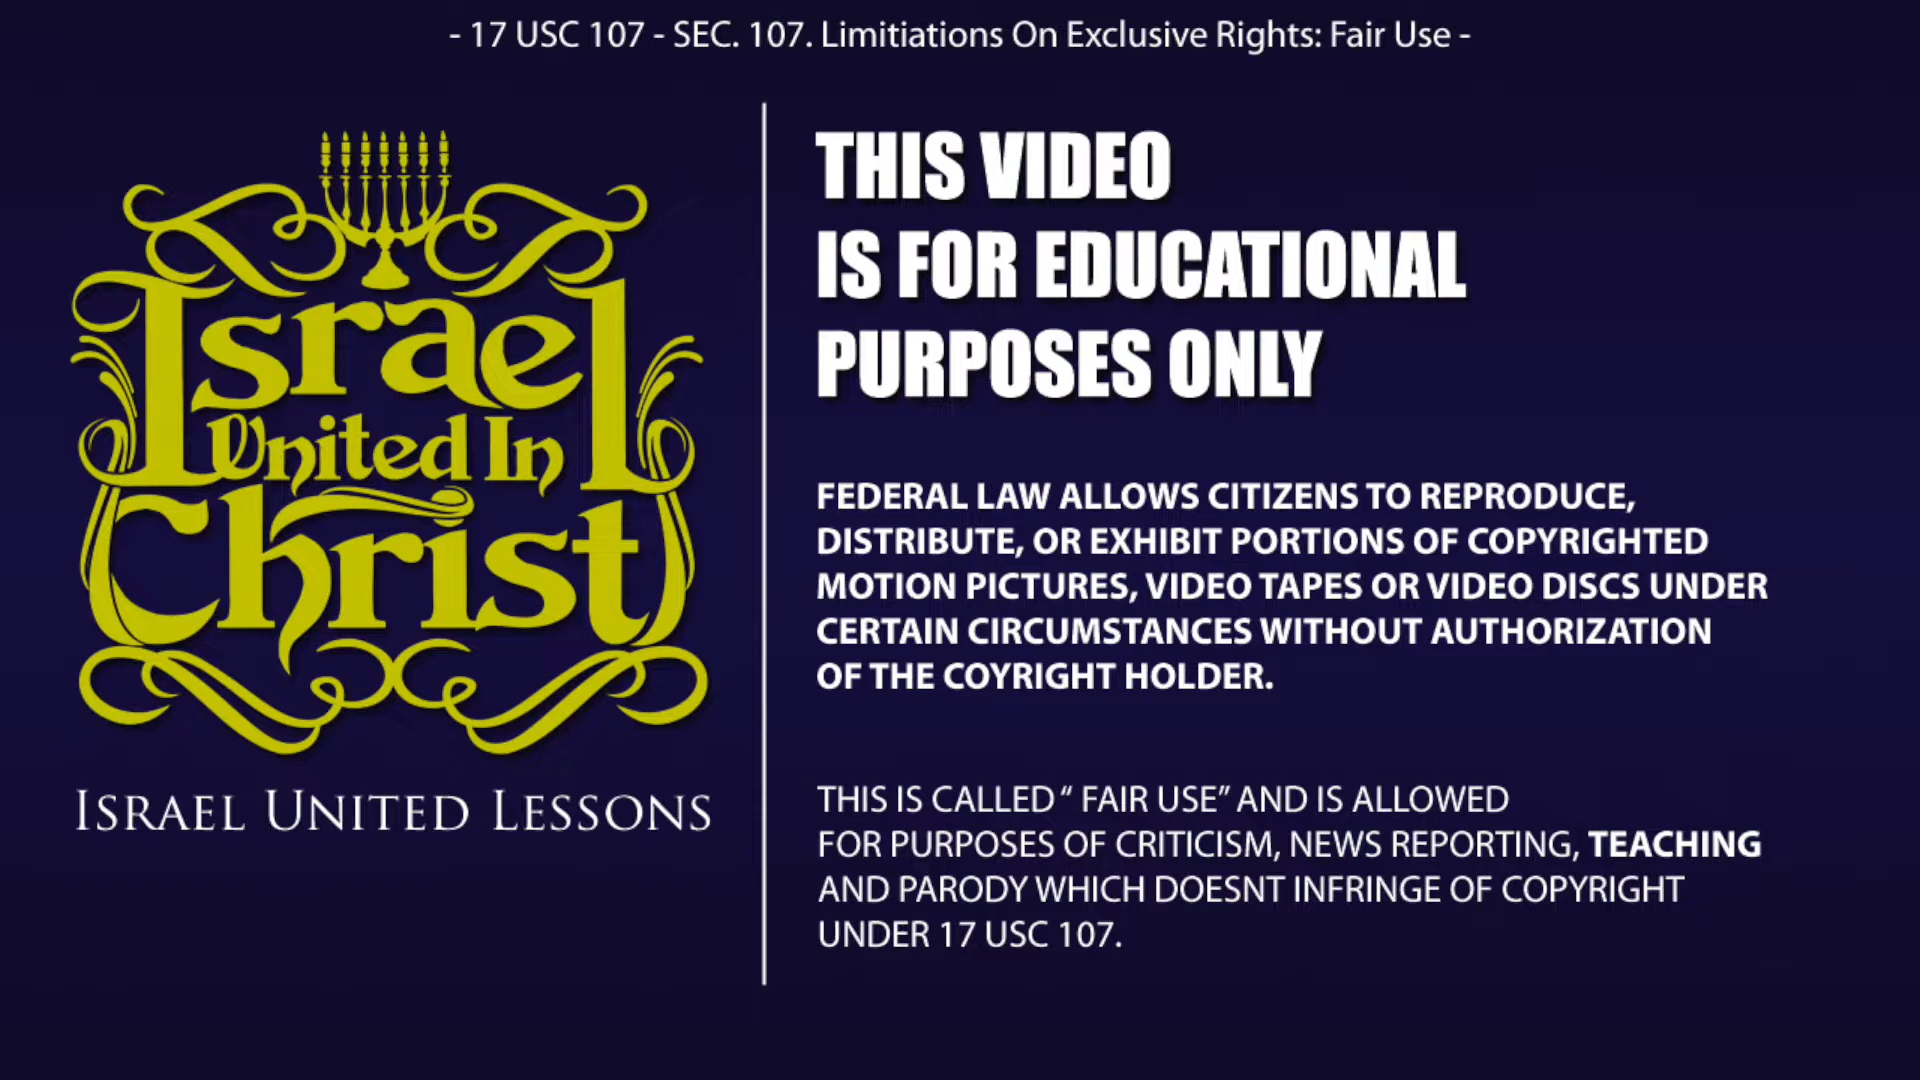 - 17 USC 107 - SEC. 107. Limitiations On Exclusive Rights: Fair Use -
Israel
United In
Christ
ISRAEL UNITED LESSONS
THIS VIDEO
IS FOR EDUCATIONAL
PURPOSES ONLY
FEDERAL LAW ALLOWS CITIZENS TO REPRODUCE,
DISTRIBUTE, OR EXHIBIT PORTIONS OF COPYRIGHTED
MOTION PICTURES, VIDEO TAPES OR VIDEO DISCS UNDER
CERTAIN CIRCUMSTANCES WITHOUT AUTHORIZATION
OF THE COYRIGHT HOLDER.
THIS IS CALLED “ FAIR USE” AND IS ALLOWED
FOR PURPOSES OF CRITICISM, NEWS REPORTING, TEACHING
AND PARODY WHICH DOESNT INFRINGE OF COPYRIGHT
UNDER 17 USC 107.